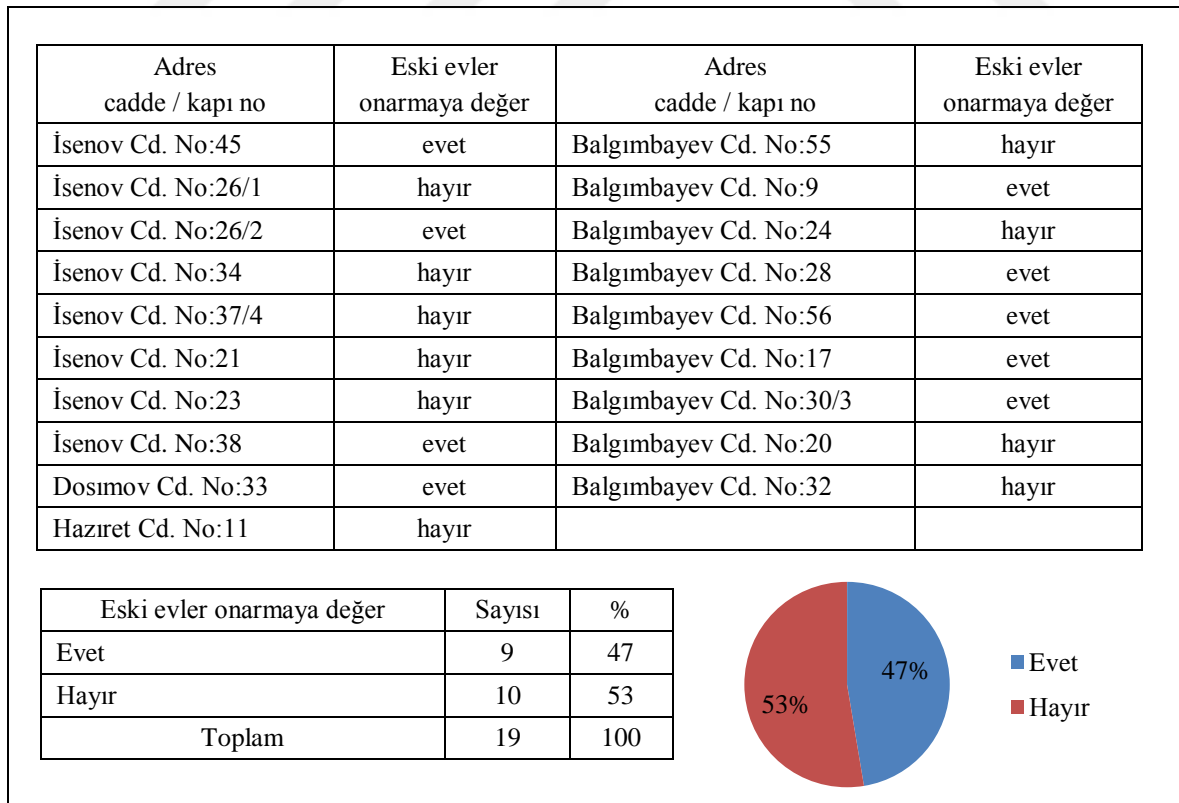 Adres Eski evler Adres Eski evler
cadde / kapı no onarmaya değer cadde / kapı no onarmaya değer
İsenov Cd. No:45 evet Balgımbayev Cd. No:55 hayır
İsenov Cd. No:26/1 hayır Balgımbayev Cd. No:9 evet
İsenov Cd. No:26/2 evet Balgımbayev Cd. No:24 hayır
İsenov Cd. No:34 hayır Balgımbayev Cd. No:28 evet
İsenov Cd. No:37/4 hayır Balgımbayev Cd. No:56 evet
İsenov Cd. No:21 hayır Balgımbayev Cd. No:17 evet
İsenov Cd. No:23 hayır Balgımbayev Cd. No:30/3 evet
İsenov Cd. No:38 evet Balgımbayev Cd. No:20 hayır
Dosımov Cd. No:33 evet Balgımbayev Cd. No:32 hayır
Hazıret Cd. No:11 hayır
Eski evler onarmaya değer Sayısı %
Evet 9 47
Hayır 10 53
Toplam 19 100
47%
53%
Evet
Hayır